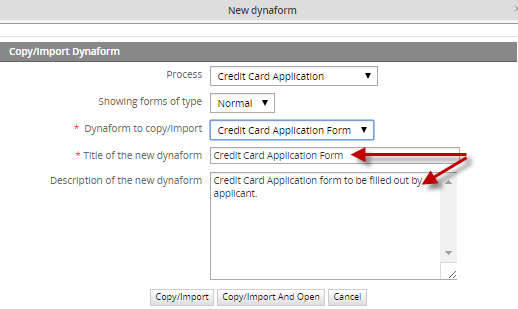 New dynaform
Copy/Import Dynaform
Process Credit Card Application
Showing forms of type Normal
* Dynaform to copy/Import Credit Card Application Form
* Title of the new dynaform Credit Card Application Form
Description of the new dynaform Credit Card Application form to be filled out by
applicant.
Copy/Import Copy/Import And Open Cancel